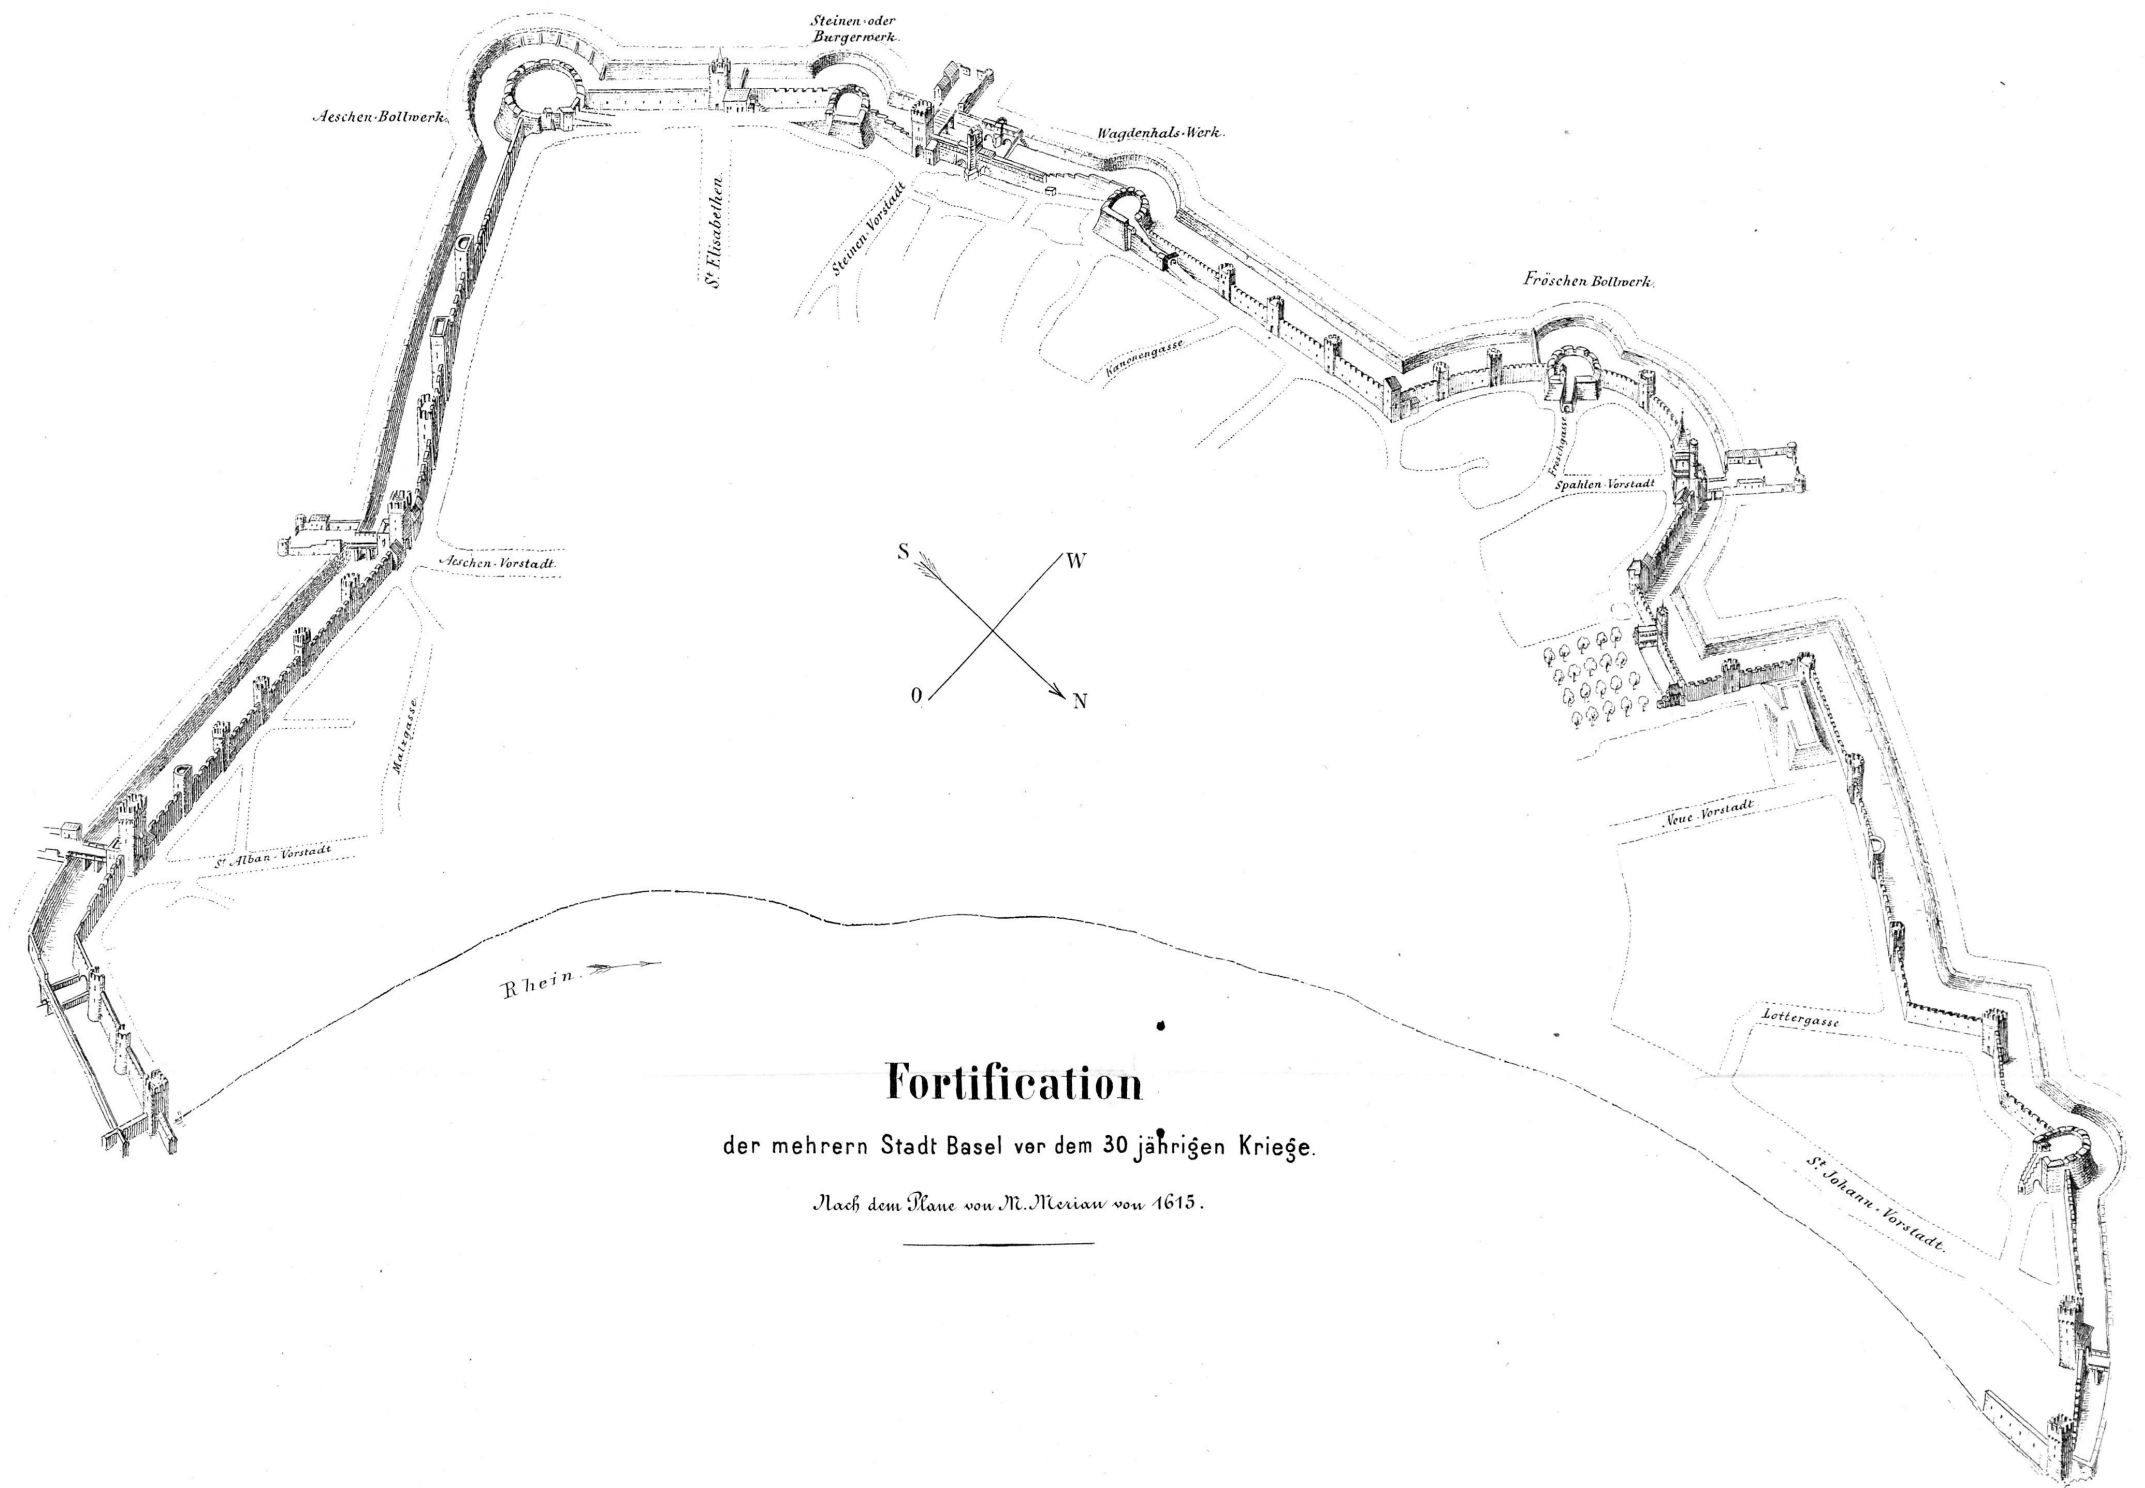 Steinen- oder
Burgerwerk.
Aeschen-Bollwerk.
Wagdenhals-Werk.
St. Elisabethen.
Steinen-Vorstadt
Fröschen Bollwerk.
Kanonengasse
Froschgasse
Spahlen-Vorstadt
Aeschen-Vorstadt.
S
W
O
N
Malzgasse.
Neue-Vorstadt
St. Alban-Vorstadt
Rhein.
Lottergasse
Fortification
der mehrern Stadt Basel vor dem 30 jährigen Kriege.
Nach dem Plane von M. Merian von 1615.
St. Johann-Vorstadt.